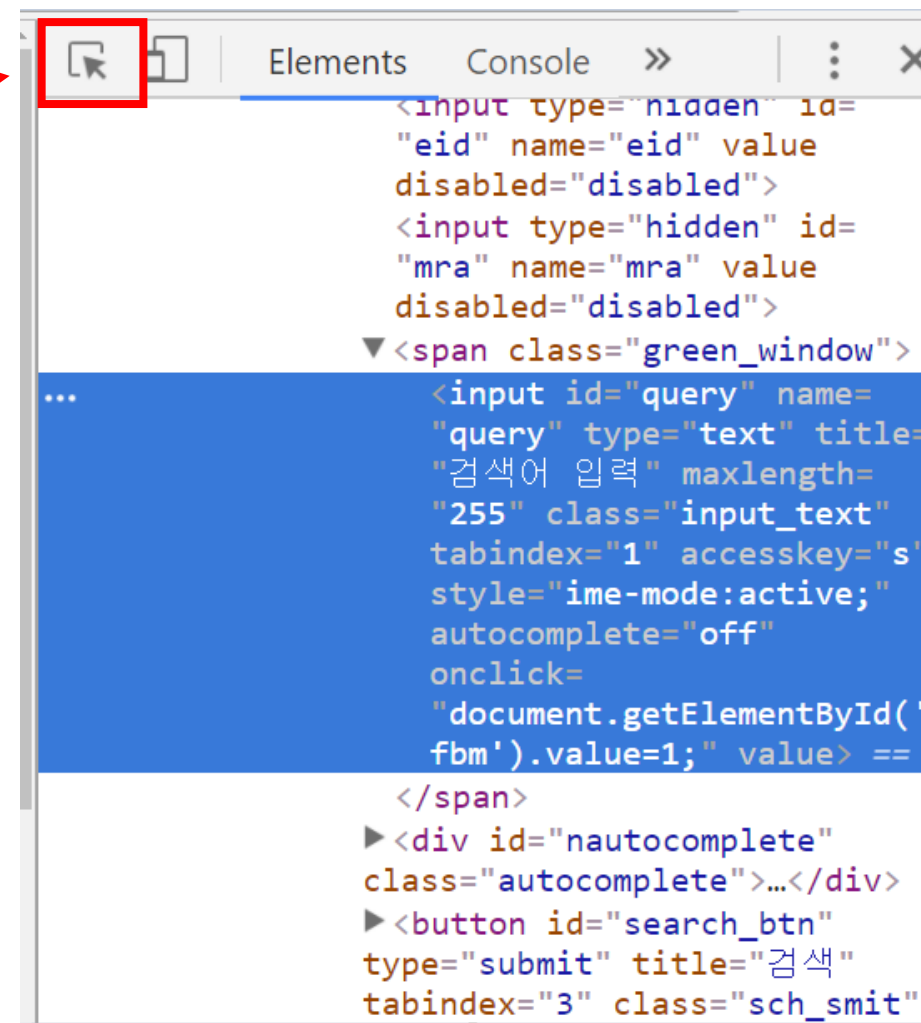 Elements Console »
<input type="hidden" id=
"eid" name="eid" value
disabled="disabled">
<input type="hidden" id=
"mra" name="mra" value
disabled="disabled">
▼<span class="green_window">
… <input id="query" name=
"query" type="text" title=
"검색어 입력" maxlength=
"255" class="input_text"
tabindex="1" accesskey="s"
style="ime-mode:active;"
autocomplete="off"
onclick=
"document.getElementById('
fbm').value=1;" value> ==
</span>
▶<div id="nautocomplete"
class="autocomplete">…</div>
▶<button id="search_btn"
type="submit" title="검색"
tabindex="3" class="sch_smit"